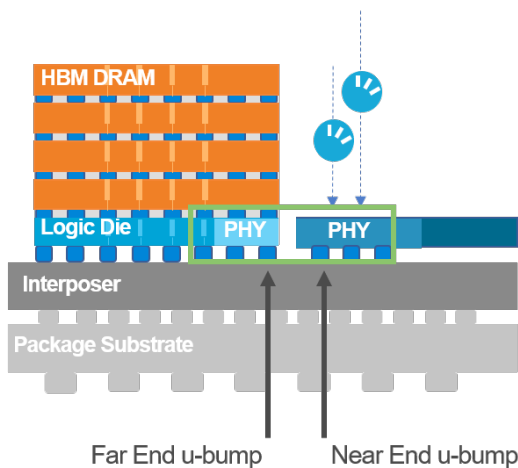 HBM DRAM
Logic Die
PHY
PHY
Interposer
Package Substrate
Far End u-bump
Near End u-bump